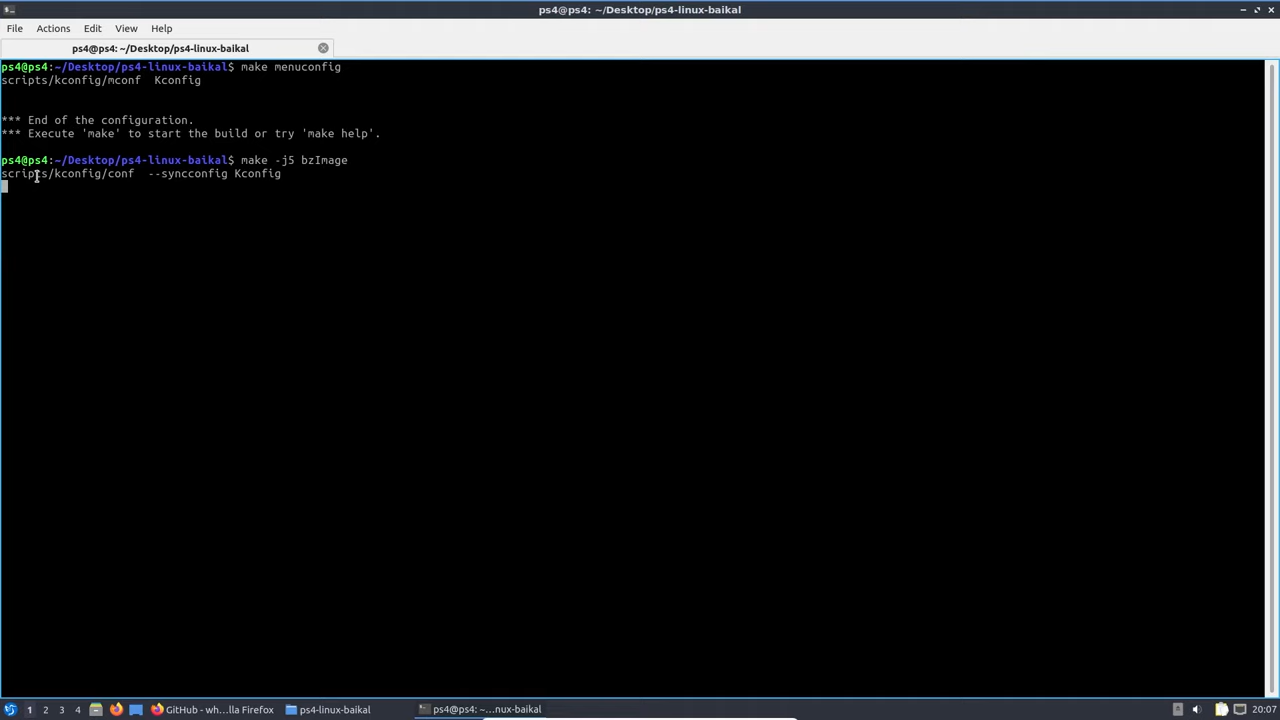 ps4@ps4: ~/Desktop/ps4-linux-baikal
File Actions Edit View Help
ps4@ps4: ~/Desktop/ps4-linux-baikal
ps4@ps4:~/Desktop/ps4-linux-baikal$ make menuconfig
scripts/kconfig/mconf  Kconfig
*** End of the configuration.
*** Execute 'make' to start the build or try 'make help'.
ps4@ps4:~/Desktop/ps4-linux-baikal$ make -j5 bzImage
scripts/kconfig/conf  --syncconfig Kconfig
1 2 3 4 GitHub - wh...lla Firefox ps4-linux-baikal ps4@ps4: ~...nux-baikal 20:07